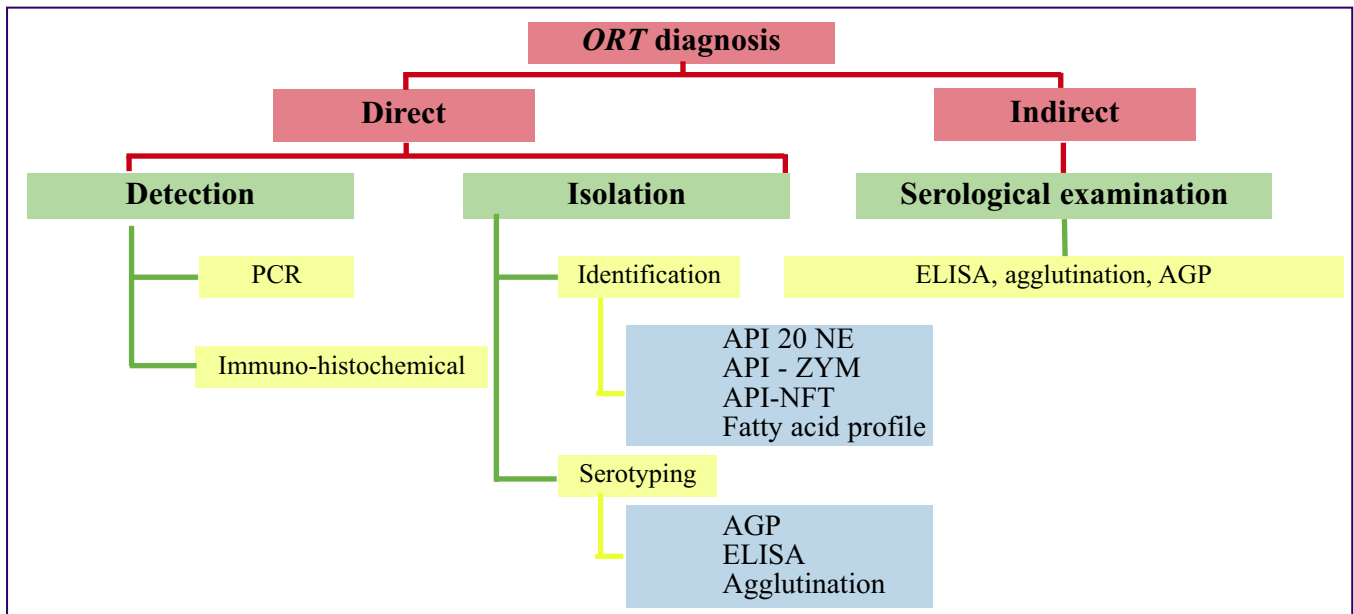 ORT diagnosis
Direct
Indirect
Detection
Isolation
Serological examination
PCR
Identification
ELISA, agglutination, AGP
API 20 NE
API - ZYM
API-NFT
Fatty acid profile
Immuno-histochemical
Serotyping
AGP
ELISA
Agglutination